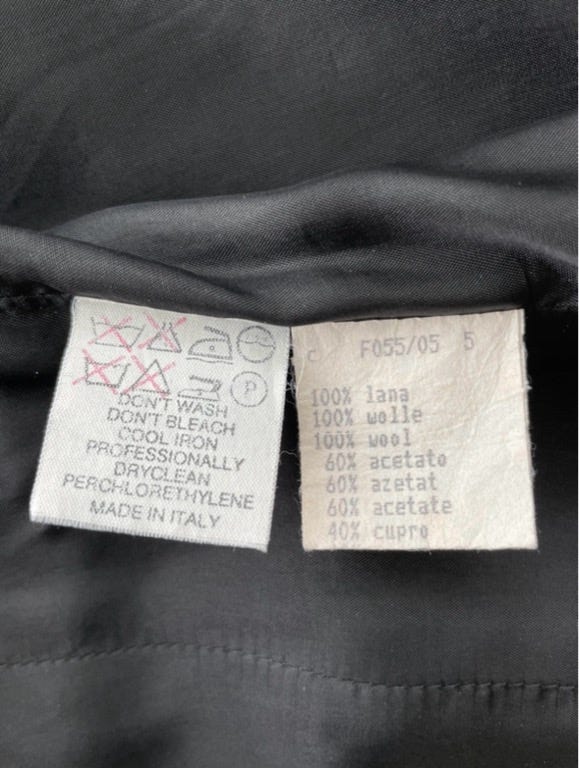 P
DON'T WASH
DON'T BLEACH
COOL IRON
PROFESSIONALLY
DRYCLEAN
PERCHLORETHYLENE
MADE IN ITALY
c F055/05 5
100% lana
100% wolle
100% wool
60% acetato
60% azetat
60% acetate
40% cupro